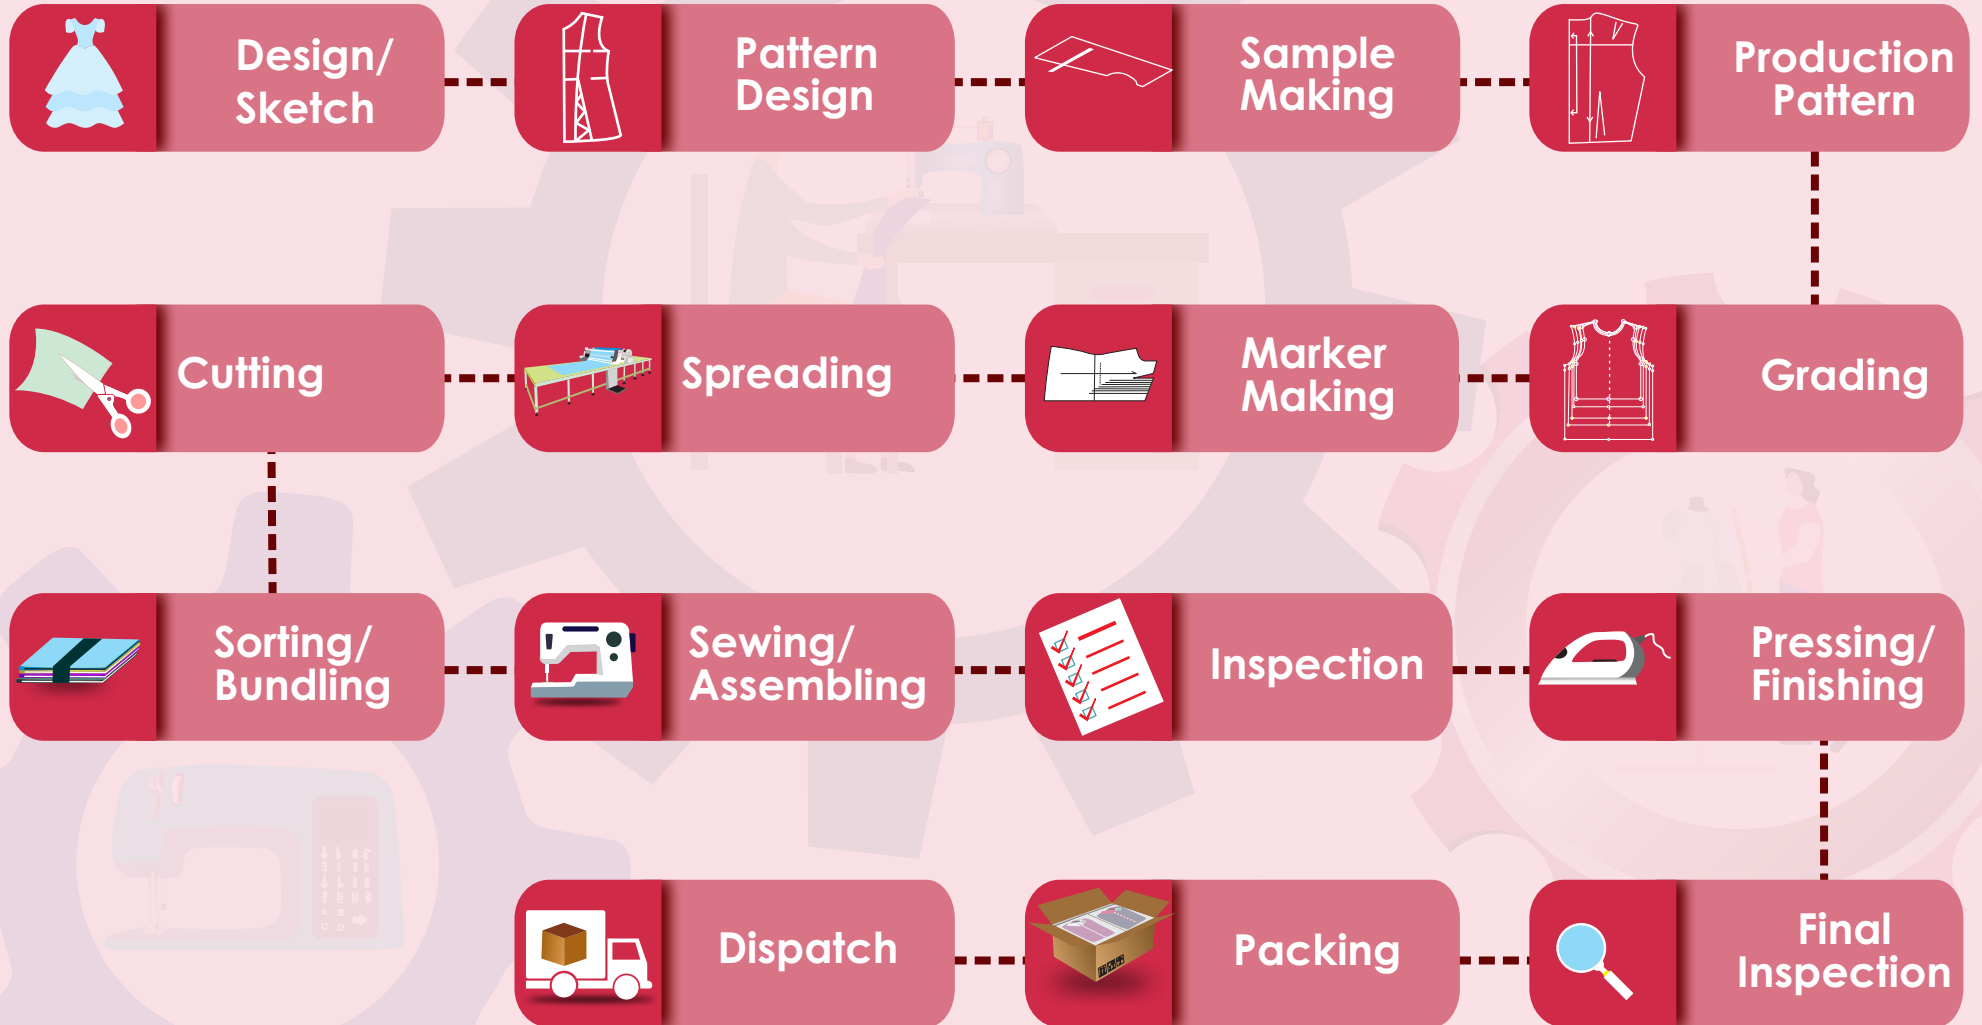 Design/
Sketch
Pattern
Design
Sample
Making
Production
Pattern
Cutting
Spreading
Marker
Making
Grading
Sorting/
Bundling
Sewing/
Assembling
Inspection
Pressing/
Finishing
Dispatch
Packing
Final
Inspection